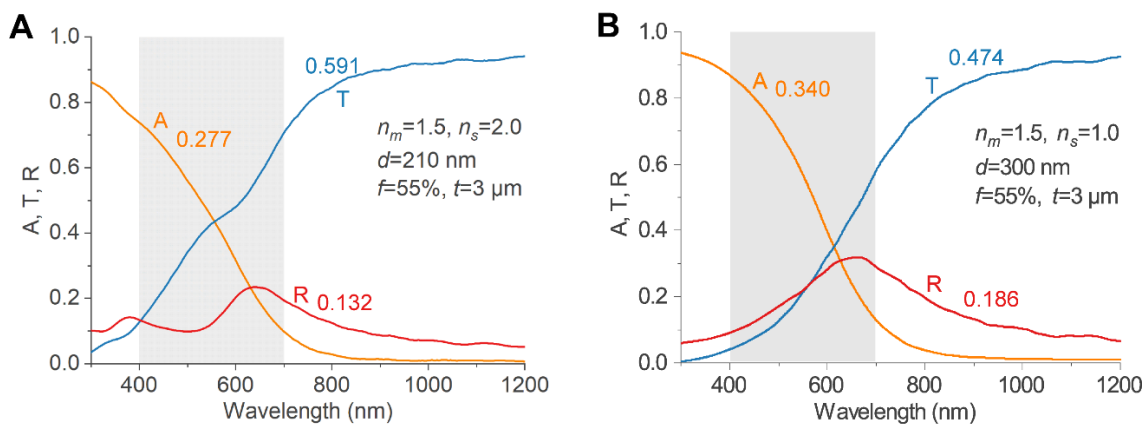 A
1.0
0.8
0.6
0.4
0.2
0.0
A, T, R
400
600
800
1000
1200
Wavelength (nm)
0.591
T
A
0.277
R
0.132
n_m=1.5, n_s=2.0
d=210 nm
f=55%, t=3 μm
B
1.0
0.8
0.6
0.4
0.2
0.0
A, T, R
400
600
800
1000
1200
Wavelength (nm)
0.474
T
A 0.340
R
0.186
n_m=1.5, n_s=1.0
d=300 nm
f=55%, t=3 μm